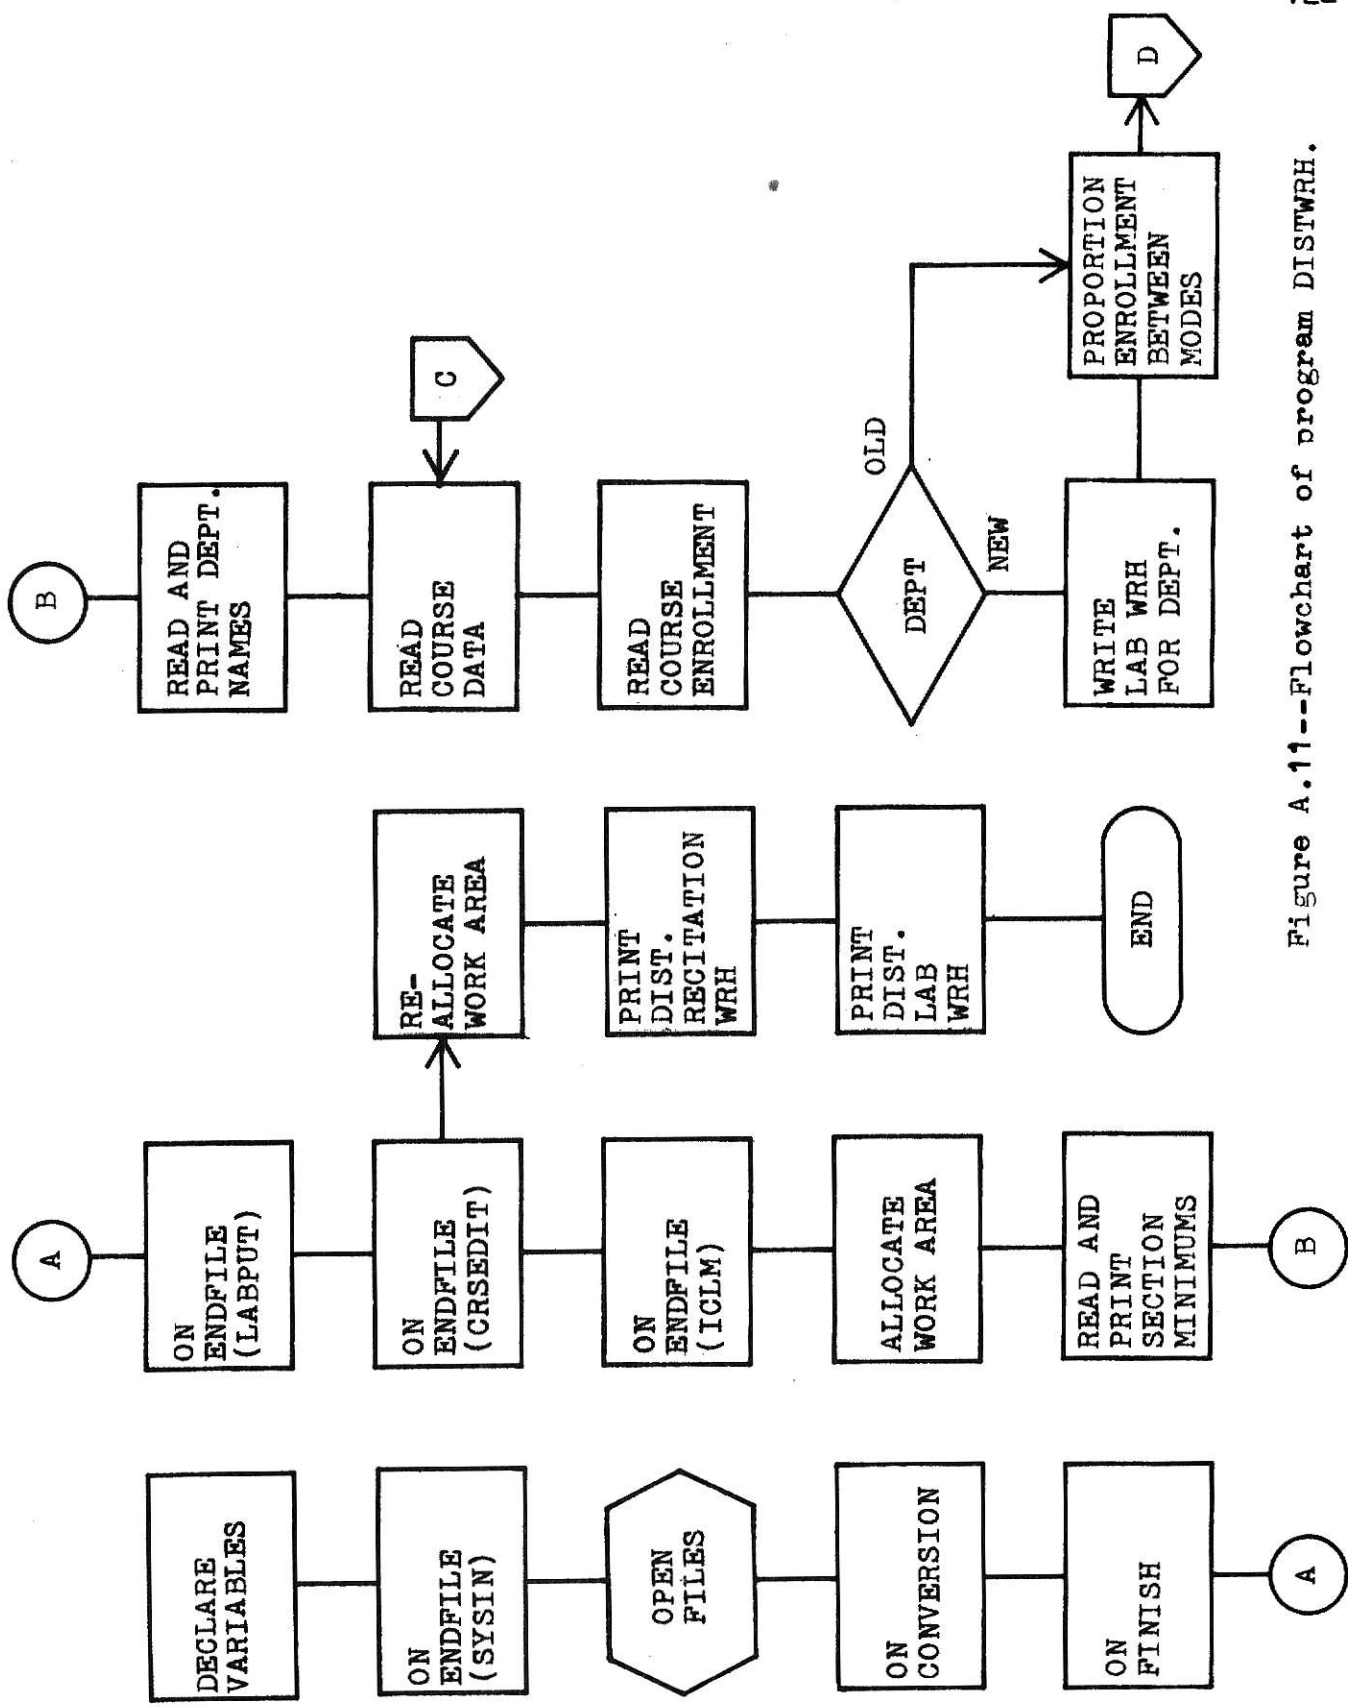 DECLARE
VARIABLES
ON
ENDFILE
(SYSIN)
OPEN
FILES
ON
CONVERSION
ON
FINISH
A
A
ON
ENDFILE
(LABPUT)
ON
ENDFILE
(CRSEDIT)
ON
ENDFILE
(ICLM)
ALLOCATE
WORK AREA
READ AND
PRINT
SECTION
MINIMUMS
B
RE-
ALLOCATE
WORK AREA
PRINT
DIST.
RECITATION
WRH
PRINT
DIST.
LAB
WRH
END
B
READ AND
PRINT DEPT.
NAMES
READ
COURSE
DATA
C
READ
COURSE
ENROLLMENT
DEPT
OLD
NEW
WRITE
LAB WRH
FOR DEPT.
PROPORTION
ENROLLMENT
BETWEEN
MODES
D
Figure A.11--Flowchart of program DISTWRH.